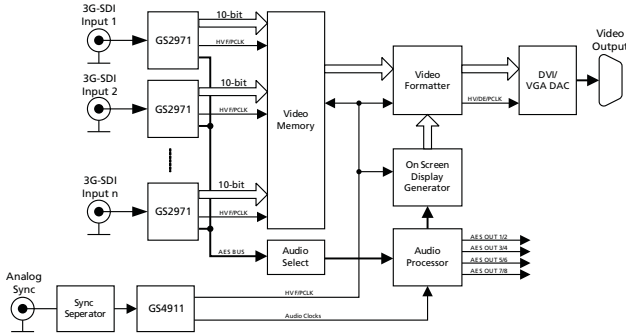 3G-SDI
Input 1
GS2971
10-bit
HVF/PCLK
3G-SDI
Input 2
GS2971
10-bit
HVF/PCLK
3G-SDI
Input n
GS2971
10-bit
HVF/PCLK
Video
Memory
Video
Formatter
HV/DE/PCLK
DVI/
VGA DAC
Video
Output
On Screen
Display
Generator
AES BUS
Audio
Select
Audio
Processor
AES OUT 1/2
AES OUT 3/4
AES OUT 5/6
AES OUT 7/8
Analog
Sync
Sync
Seperator
GS4911
HVF/PCLK
Audio Clocks